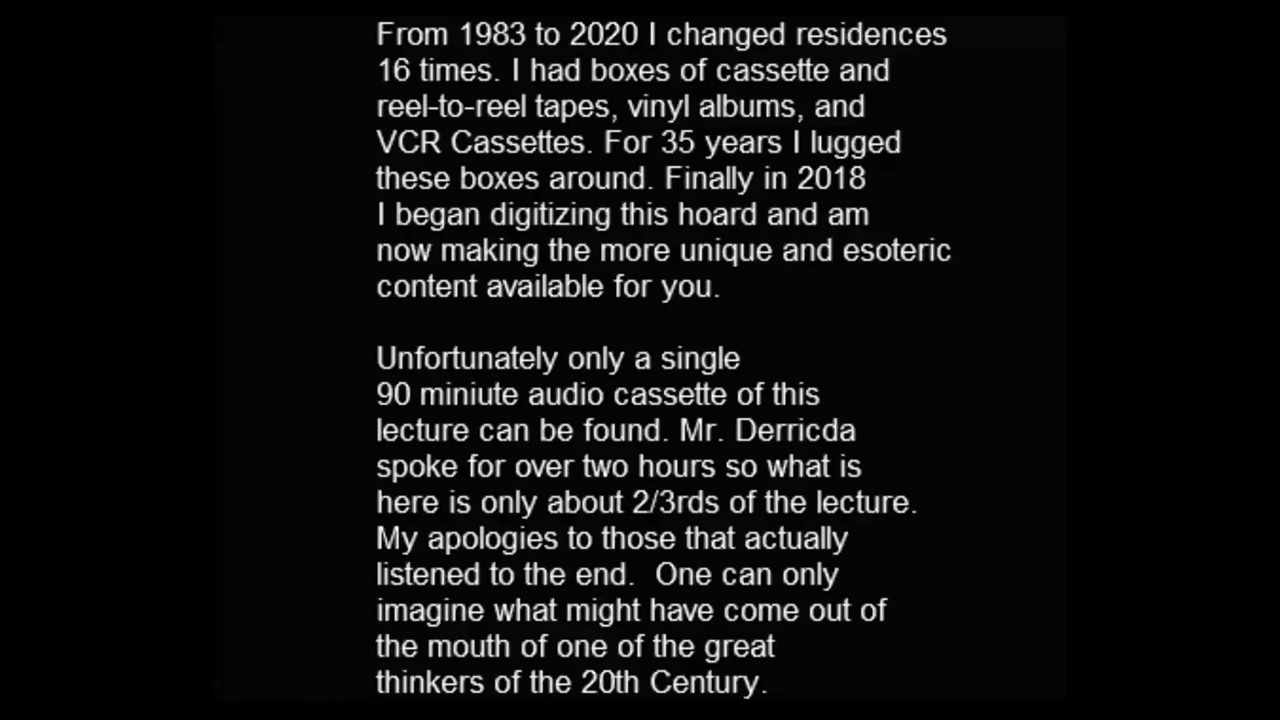 From 1983 to 2020 I changed residences
16 times. I had boxes of cassette and
reel-to-reel tapes, vinyl albums, and
VCR Cassettes. For 35 years I lugged
these boxes around. Finally in 2018
I began digitizing this hoard and am
now making the more unique and esoteric
content available for you.

Unfortunately only a single
90 miniute audio cassette of this
lecture can be found. Mr. Derricda
spoke for over two hours so what is
here is only about 2/3rds of the lecture.
My apologies to those that actually
listened to the end.  One can only
imagine what might have come out of
the mouth of one of the great
thinkers of the 20th Century.